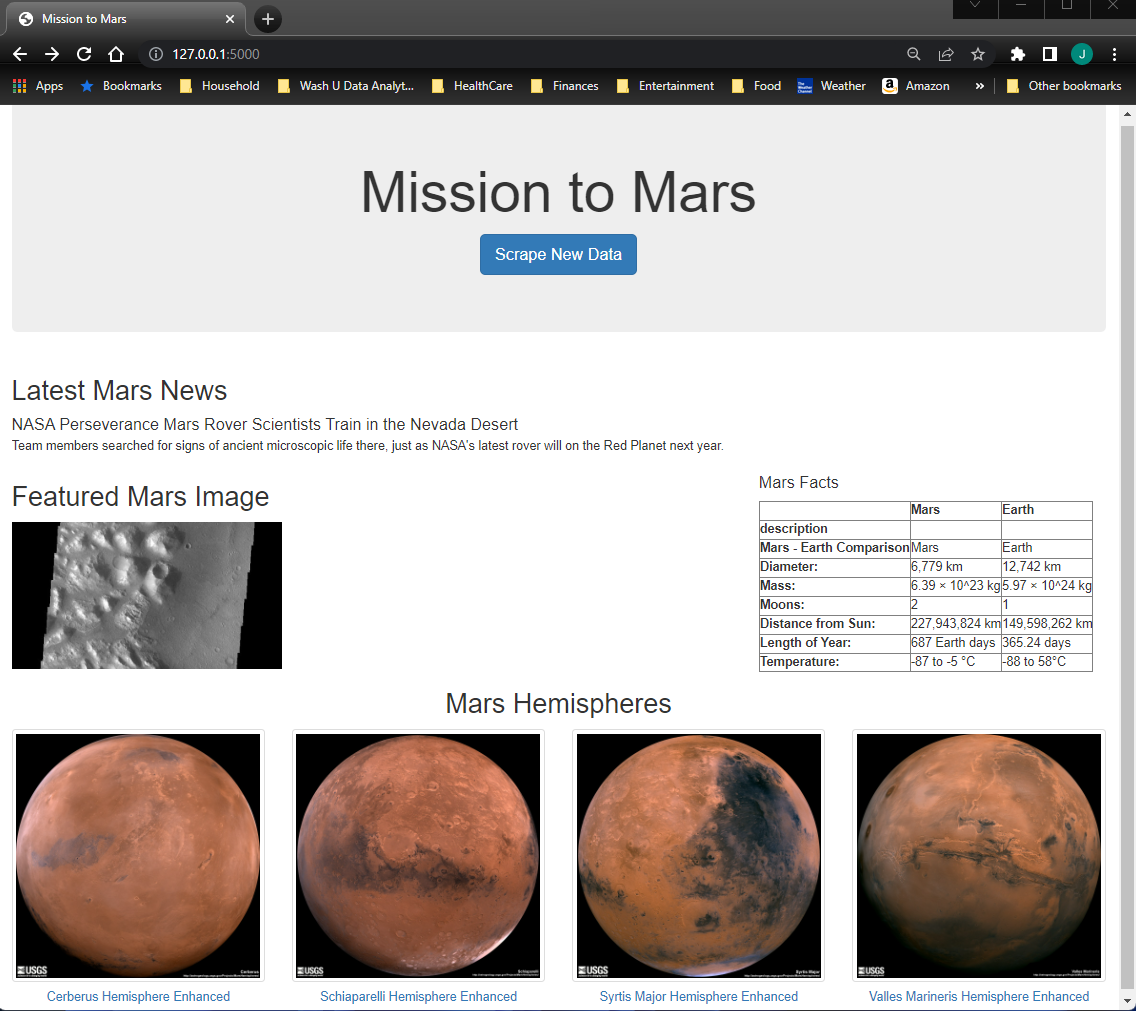 Mission to Mars
127.0.0.1:5000
J
Apps Bookmarks Household Wash U Data Analyt... HealthCare Finances Entertainment Food Weather Amazon » Other bookmarks
Mission to Mars
Scrape New Data
Latest Mars News
NASA Perseverance Mars Rover Scientists Train in the Nevada Desert
Team members searched for signs of ancient microscopic life there, just as NASA's latest rover will on the Red Planet next year.
Featured Mars Image
Mars Facts
Mars Earth
description
Mars - Earth Comparison Mars Earth
Diameter: 6,779 km 12,742 km
Mass: 6.39 × 10^23 kg 5.97 × 10^24 kg
Moons: 2 1
Distance from Sun: 227,943,824 km 149,598,262 km
Length of Year: 687 Earth days 365.24 days
Temperature: -87 to -5 °C -88 to 58°C
Mars Hemispheres
USGS Cerberus
USGS Schiaparelli
USGS Syrtis Major
USGS Valles Marineris
Cerberus Hemisphere Enhanced
Schiaparelli Hemisphere Enhanced
Syrtis Major Hemisphere Enhanced
Valles Marineris Hemisphere Enhanced